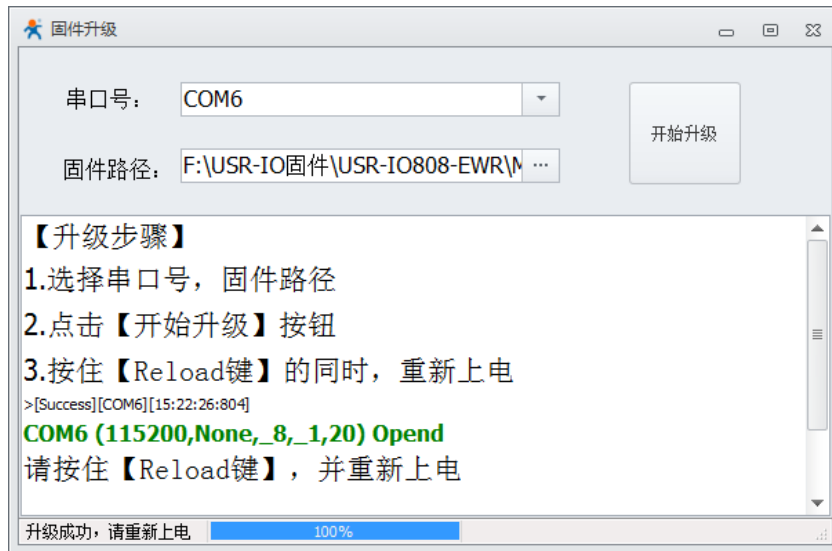 固件升级
串口号：
COM6
开始升级
固件路径：
F:\USR-IO固件\USR-IO808-EWR\
...
【升级步骤】
1.选择串口号，固件路径
2.点击【开始升级】按钮
3.按住【Reload键】的同时，重新上电
>[Success][COM6][15:22:26:804]
COM6 (115200,None,_8,_1,20) Opend
请按住【Reload键】，并重新上电
升级成功，请重新上电
100%